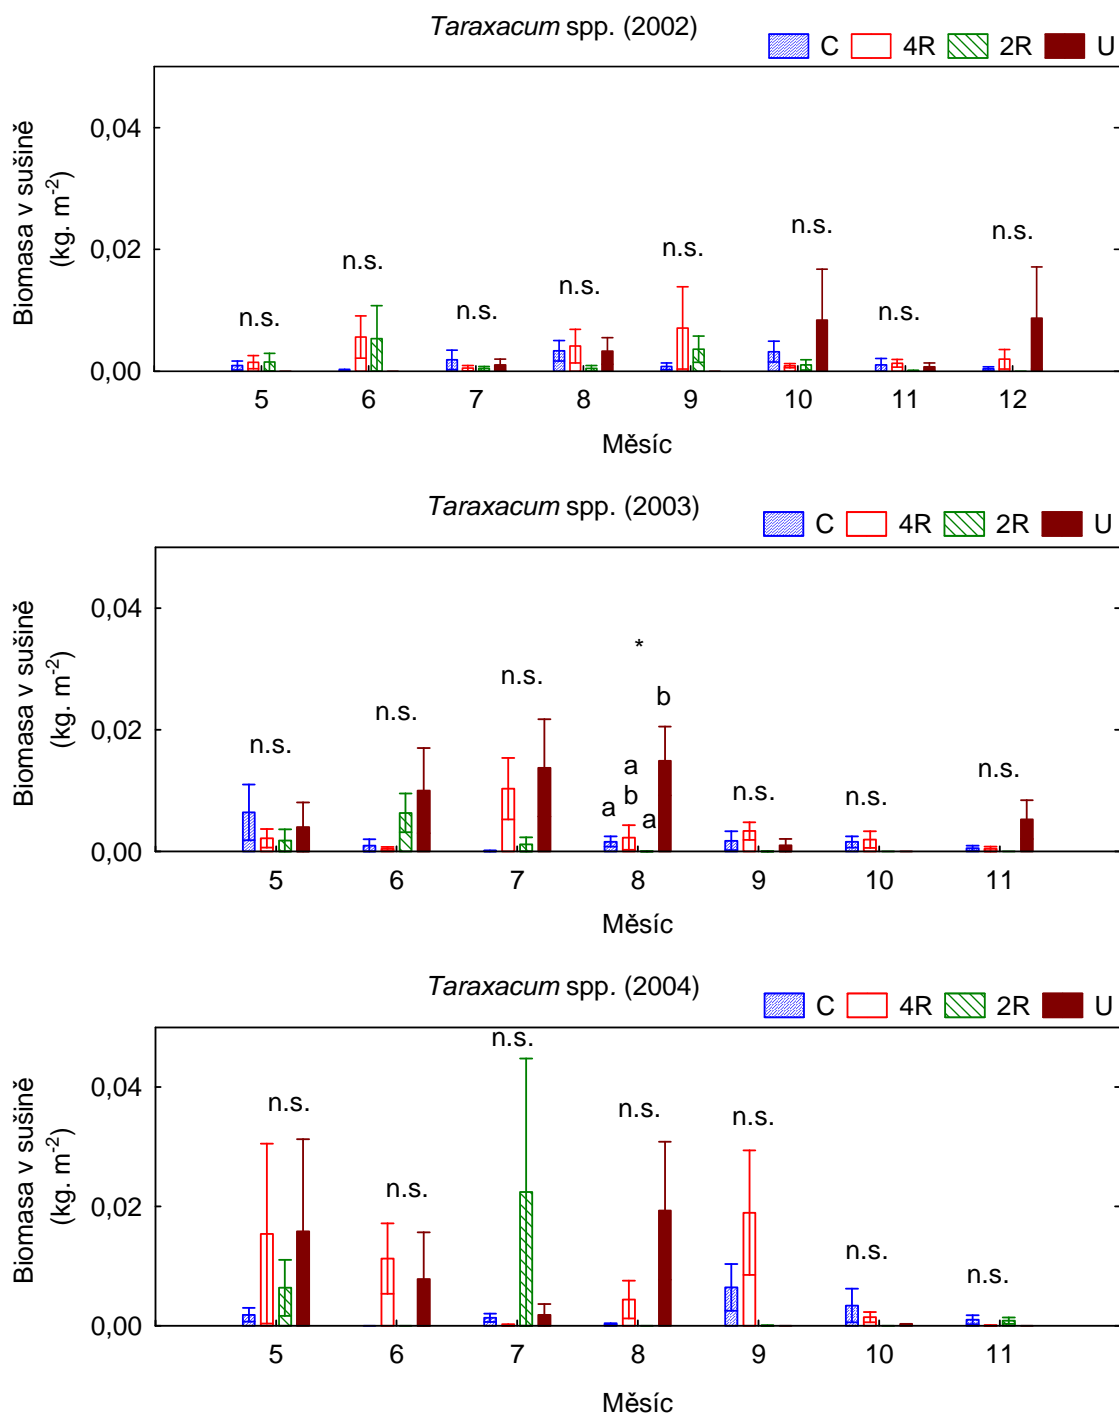 Taraxacum spp. (2002)
C 4R 2R U
Biomasa v sušině
(kg. m-2)
0,04
0,02
0,00
n.s. n.s. n.s. n.s. n.s. n.s. n.s. n.s.
5 6 7 8 9 10 11 12
Měsíc
Taraxacum spp. (2003)
C 4R 2R U
Biomasa v sušině
(kg. m-2)
0,04
0,02
0,00
n.s. n.s. n.s. * n.s. n.s. n.s.
a a b a b
5 6 7 8 9 10 11
Měsíc
Taraxacum spp. (2004)
C 4R 2R U
Biomasa v sušině
(kg. m-2)
0,04
0,02
0,00
n.s. n.s. n.s. n.s. n.s. n.s. n.s.
5 6 7 8 9 10 11
Měsíc